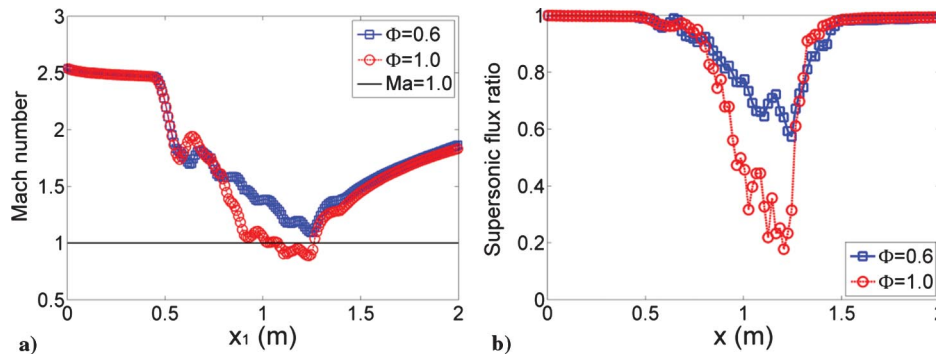 3
2.5
2
1.5
1
0.5
Mach number
Φ=0.6
Φ=1.0
Ma=1.0
0 0.5 1 1.5 2
x1 (m)
a)
1
0.8
0.6
0.4
0.2
0
Supersonic flux ratio
Φ=0.6
Φ=1.0
0 0.5 1 1.5 2
x (m)
b)